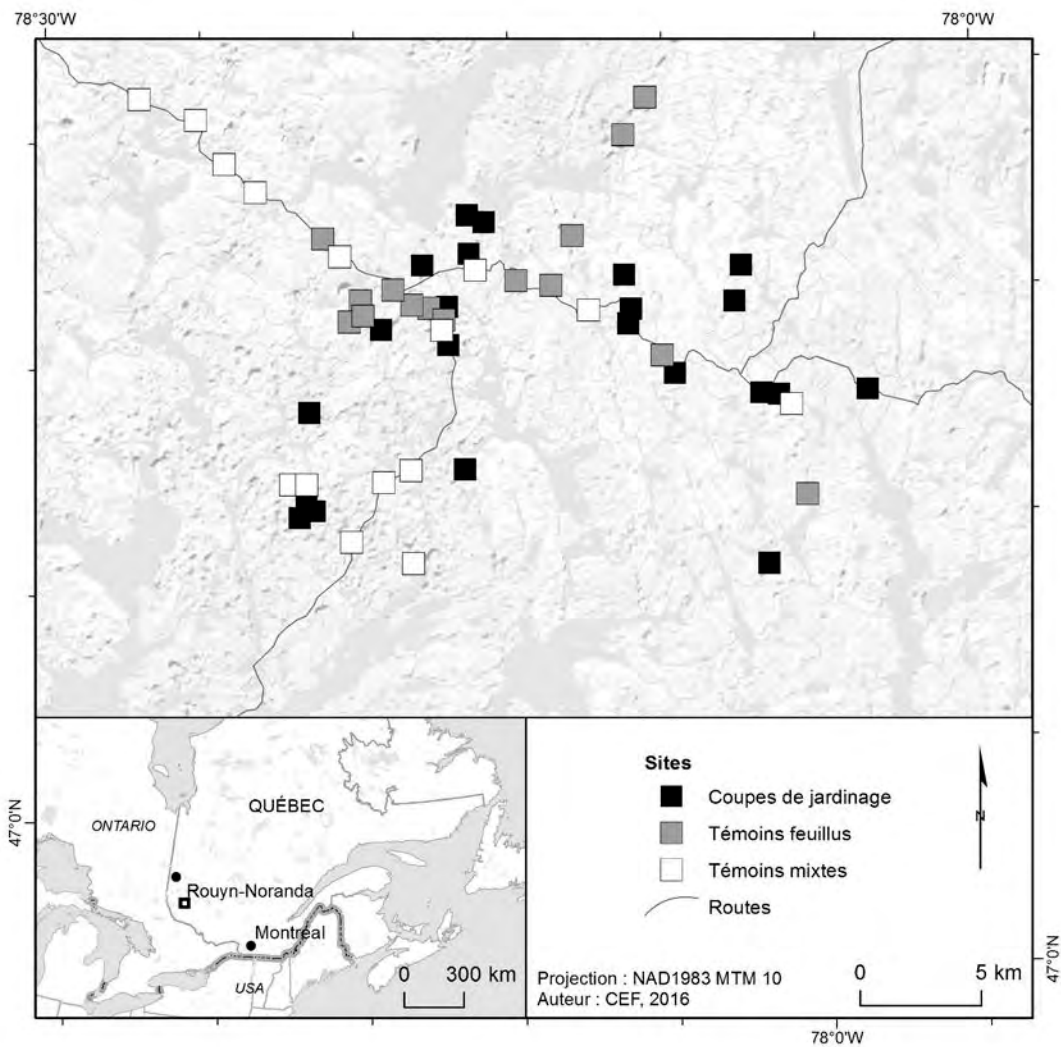 78°30'W
78°0'W
Sites
Coupes de jardinage
Témoins feuillus
Témoins mixtes
Routes
N
QUÉBEC
ONTARIO
Rouyn-Noranda
Montréal
USA
0 300 km
Projection : NAD1983 MTM 10
Auteur : CEF, 2016
0 5 km
47°0'N
47°0'N
78°0'W